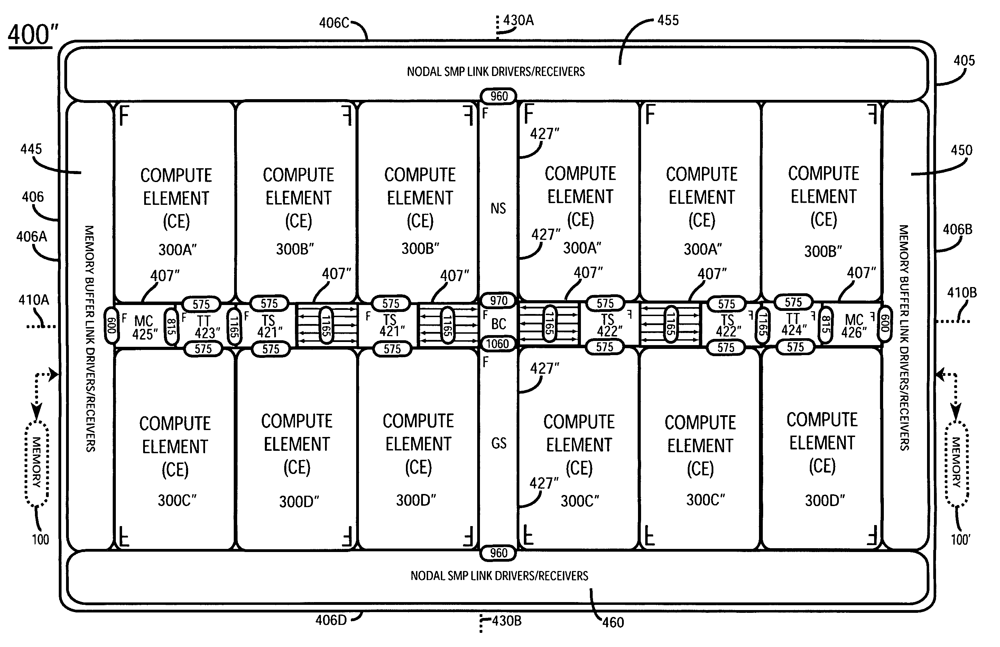 400"
406C
430A
455
405
NODAL SMP LINK DRIVERS/RECEIVERS
960
F
F
F
F
F
F
F
427"
445
450
COMPUTE
ELEMENT
(CE)
300A"
COMPUTE
ELEMENT
(CE)
300B"
COMPUTE
ELEMENT
(CE)
300B"
NS
COMPUTE
ELEMENT
(CE)
300A"
COMPUTE
ELEMENT
(CE)
300A"
COMPUTE
ELEMENT
(CE)
300B"
427"
406
406A
406B
MEMORY BUFFER LINK DRIVERS/RECEIVERS
MEMORY BUFFER LINK DRIVERS/RECEIVERS
407"
407"
407"
407"
407"
407"
410A
410B
575
575
575
970
575
575
575
600
F
MC
425"
815
F
TT
423"
1165
F
TS
421"
1165
F
TS
421"
1165
F
BC
1165
TS
422"
F
1165
TS
422"
F
1165
TT
424"
F
815
MC
426"
F
600
575
575
575
1060
575
575
575
F
427"
COMPUTE
ELEMENT
(CE)
300C"
COMPUTE
ELEMENT
(CE)
300D"
COMPUTE
ELEMENT
(CE)
300D"
GS
COMPUTE
ELEMENT
(CE)
300C"
COMPUTE
ELEMENT
(CE)
300C"
COMPUTE
ELEMENT
(CE)
300D"
427"
MEMORY
MEMORY
100
100'
F
F
F
F
F
F
960
NODAL SMP LINK DRIVERS/RECEIVERS
406D
430B
460